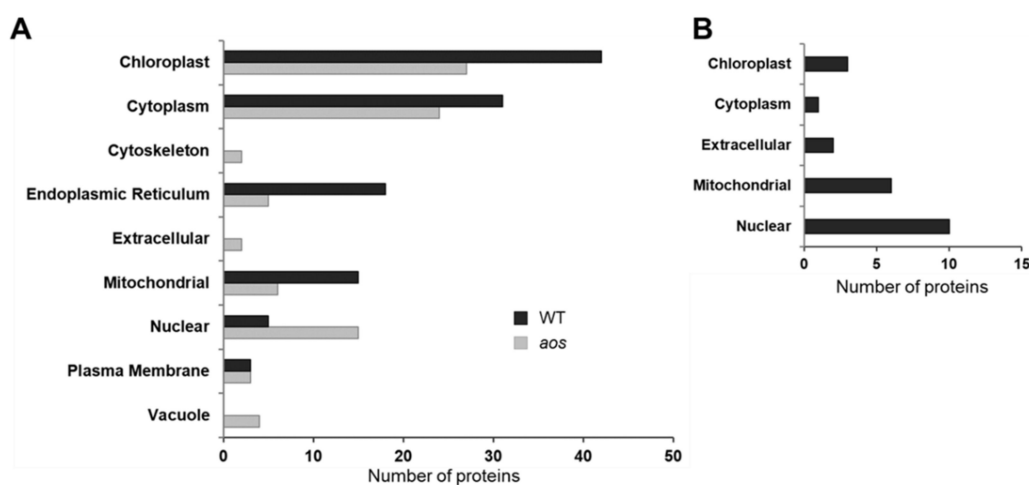 A
Chloroplast
Cytoplasm
Cytoskeleton
Endoplasmic Reticulum
Extracellular
Mitochondrial
Nuclear
Plasma Membrane
Vacuole
WT
aos
0 10 20 30 40 50
Number of proteins
B
Chloroplast
Cytoplasm
Extracellular
Mitochondrial
Nuclear
0 5 10 15
Number of proteins